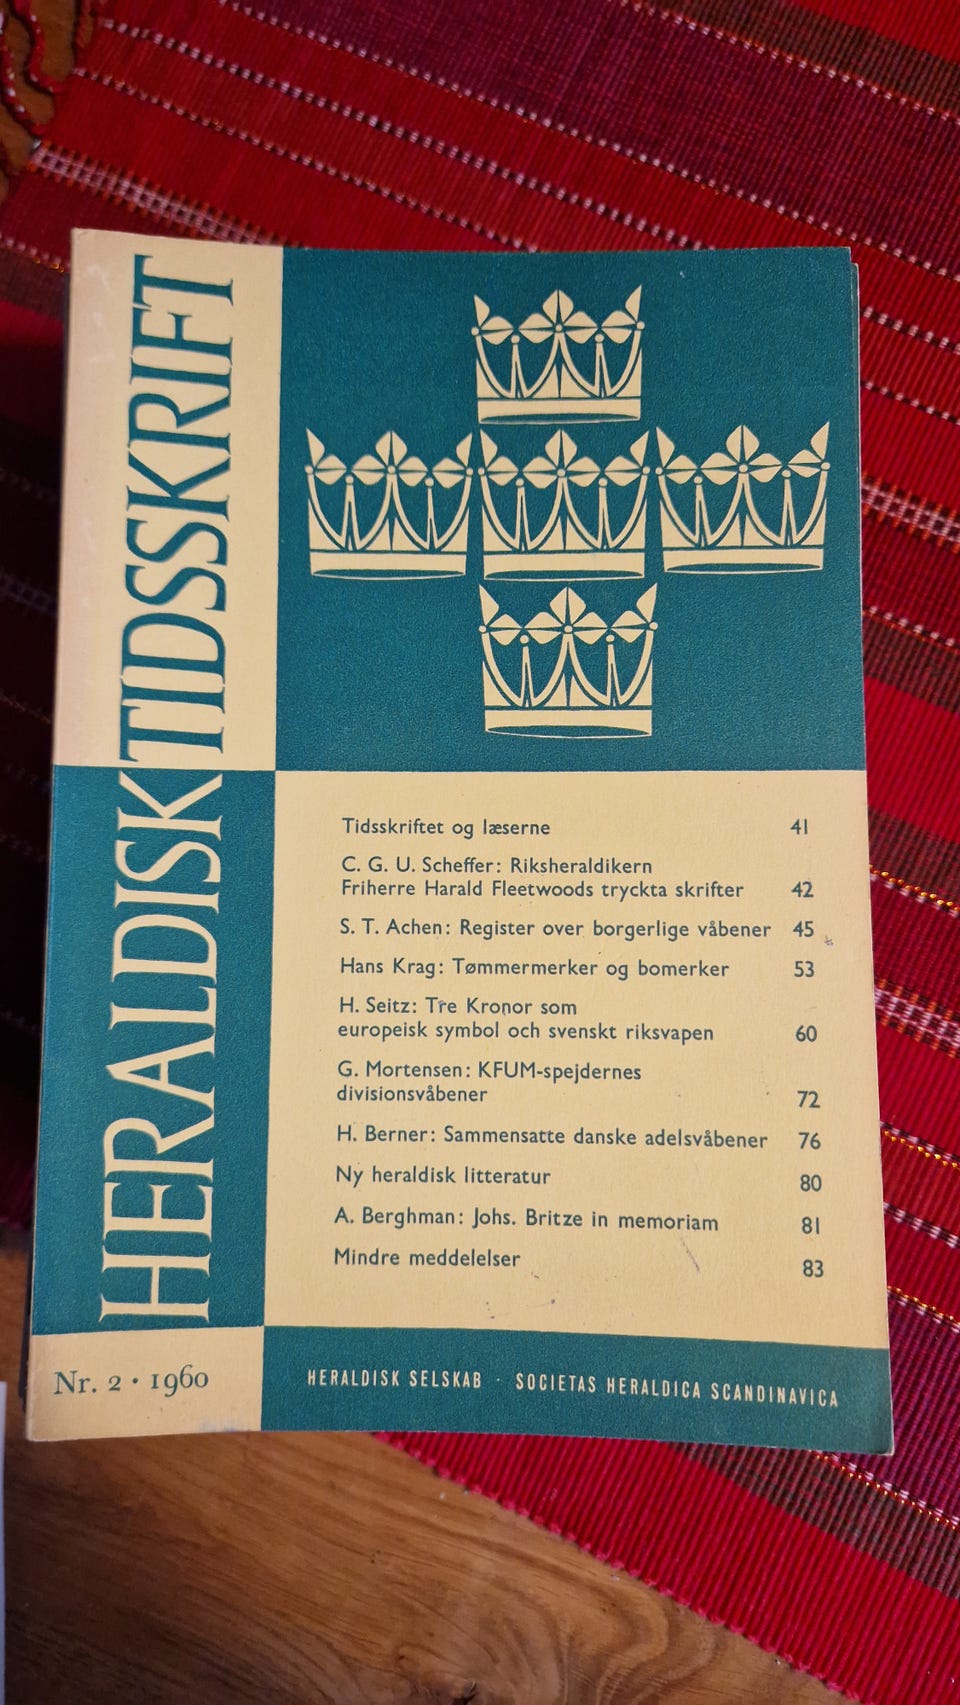 HERALDISK TIDSSKRIFT
Tidsskriftet og læserne 41
C. G. U. Scheffer: Riksheraldikern
Friherre Harald Fleetwoods tryckta skrifter 42
S. T. Achen: Register over borgerlige våbener 45
Hans Krag: Tømmermerker og bomerker 53
H. Seitz: Tre Kronor som
europeisk symbol och svenskt riksvapen 60
G. Mortensen: KFUM-spejdernes
divisionsvåbener 72
H. Berner: Sammensatte danske adelsvåbener 76
Ny heraldisk litteratur 80
A. Berghman: Johs. Britze in memoriam 81
Mindre meddelelser 83
Nr. 2 · 1960
HERALDISK SELSKAB · SOCIETAS HERALDICA SCANDINAVICA